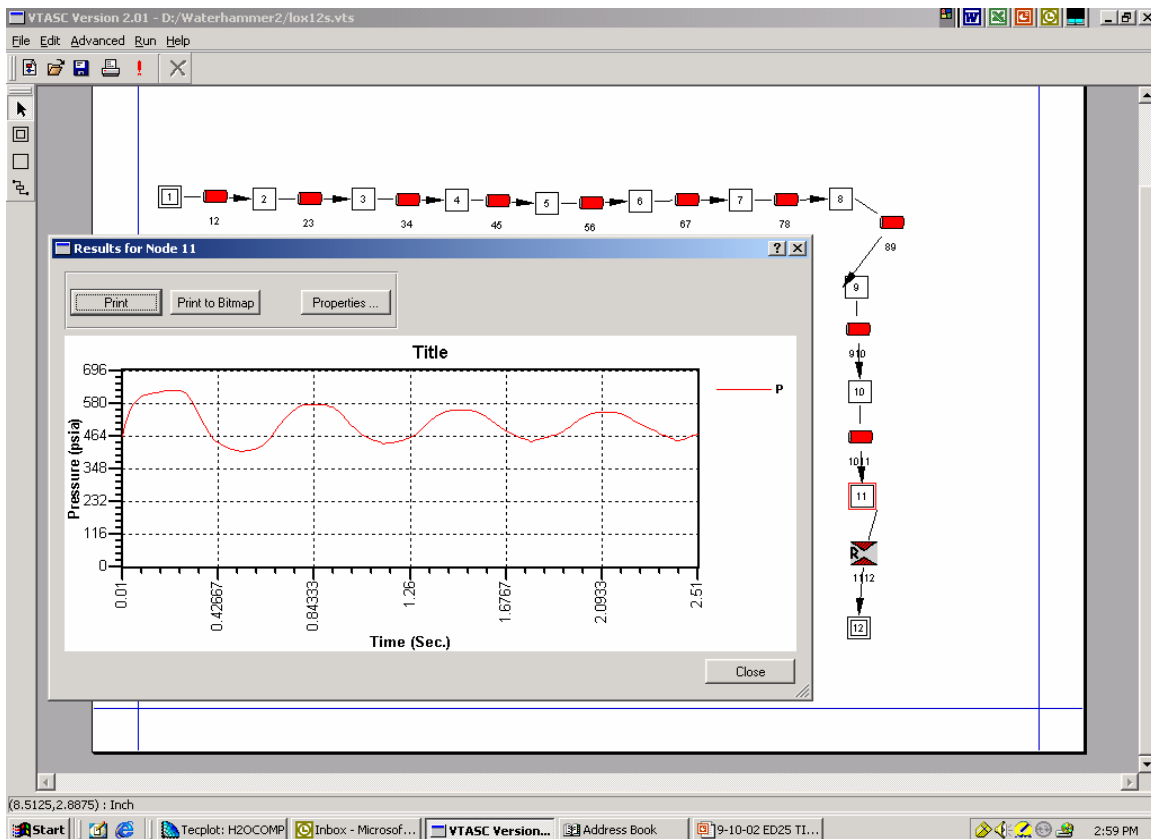 VTASC Version 2.01 - D:/Waterhammer2/lox12s.vts
File Edit Advanced Run Help
1 2 3 4 5 6 7 8
12 23 34 45 56 67 78
89
Results for Node 11
Print Print to Bitmap Properties ...
Title
696
580
464
348
232
116
0
Pressure (psia)
P
0.01 0.42667 0.84333 1.26 1.6767 2.0933 2.51
Time (Sec.)
Close
9
910
10
1011
11
R
1112
12
(8.5125,2.8875) : Inch
Start Tecplot: H2OCOMP Inbox - Microsof... VTASC Version... Address Book 9-10-02 ED25 TI... 2:59 PM